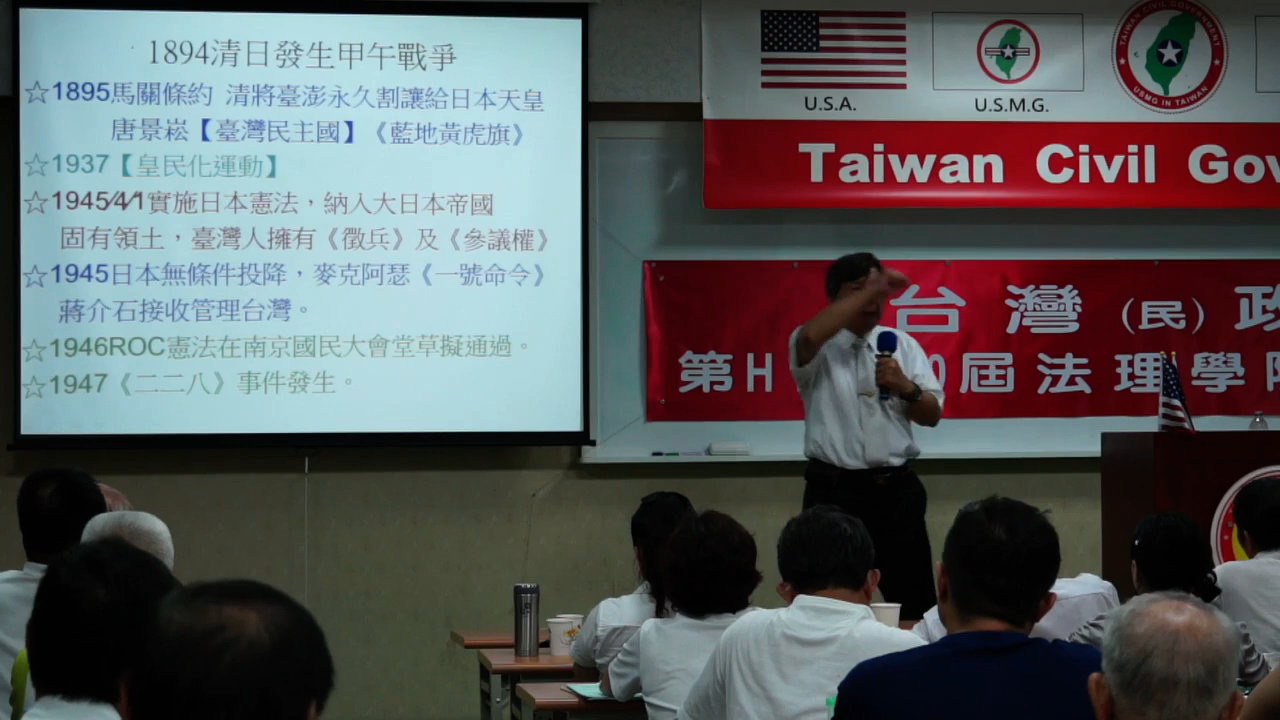 1894清日發生甲午戰爭
☆1895馬關條約 清將臺澎永久割讓給日本天皇
唐景崧【臺灣民主國】《藍地黃虎旗》
☆1937【皇民化運動】
☆1945/4/1實施日本憲法，納入大日本帝國
固有領土，臺灣人擁有《徵兵》及《參議權》
☆1945日本無條件投降，麥克阿瑟《一號命令》
蔣介石接收管理台灣。
☆1946ROC憲法在南京國民大會堂草擬通過。
☆1947《二二八》事件發生。
U.S.A.
U.S.M.G.
TAIWAN CIVIL GOVERNMENT
USMG IN TAIWAN
Taiwan Civil Gov
台灣(民)政
第H 0屆法理學